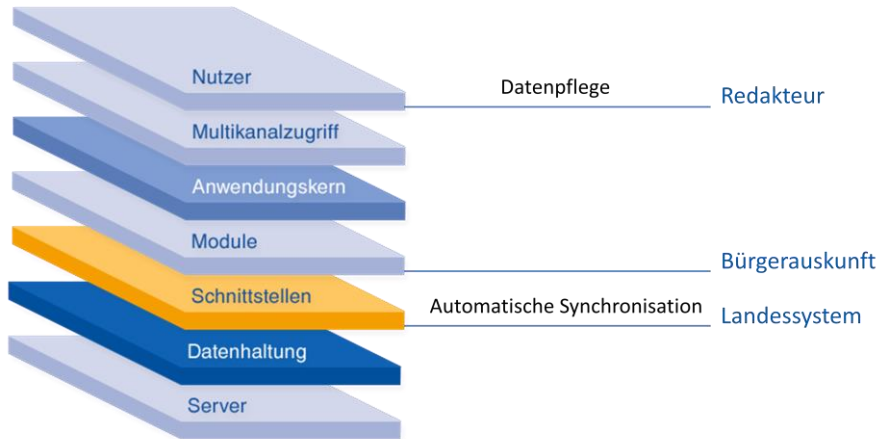 Nutzer
Datenpflege
Redakteur
Multikanalzugriff
Anwendungskern
Module
Bürgerauskunft
Schnittstellen
Automatische Synchronisation
Landessystem
Datenhaltung
Server